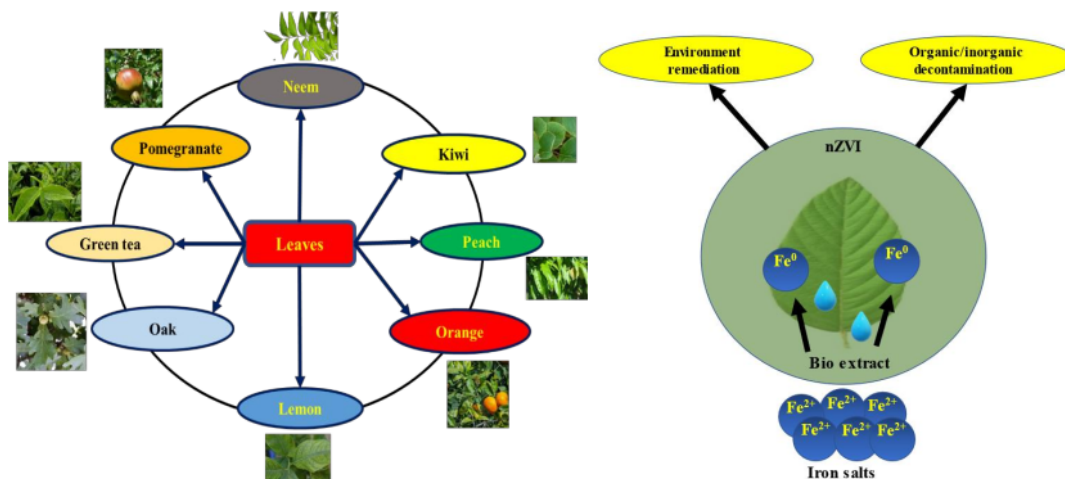 Neem
Pomegranate
Kiwi
Green tea
Leaves
Peach
Oak
Orange
Lemon
Environment
remediation
Organic/inorganic
decontamination
nZVI
Fe⁰
Fe⁰
Bio extract
Fe²⁺ Fe²⁺ Fe²⁺
Fe²⁺ Fe²⁺ Fe²⁺
Iron salts